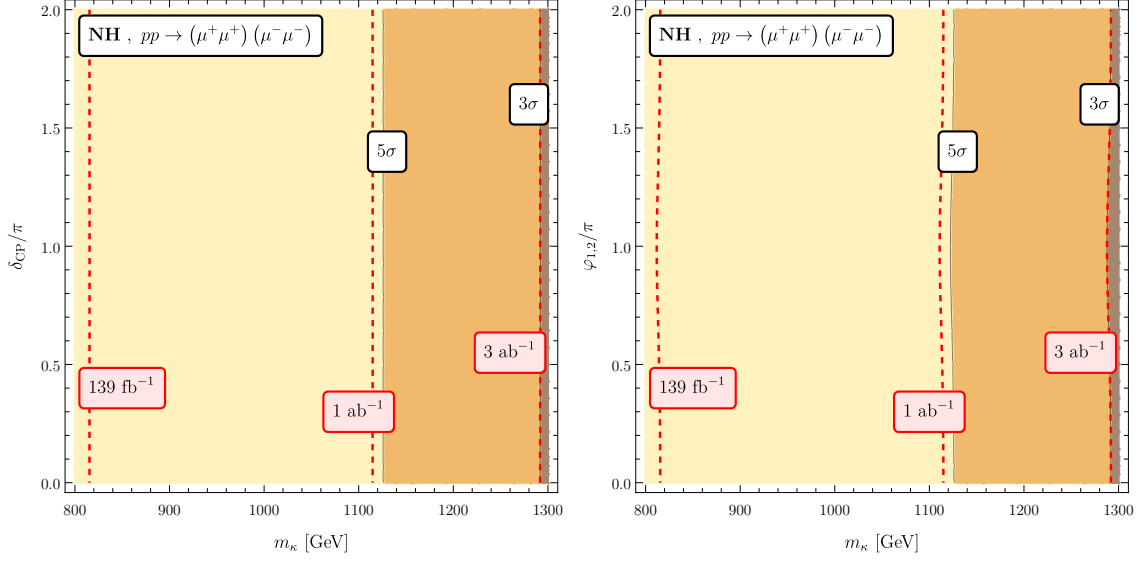 NH , pp → (μ⁺μ⁺) (μ⁻μ⁻)
3σ
5σ
3 ab⁻¹
139 fb⁻¹
1 ab⁻¹
2.0
1.5
1.0
0.5
0.0
δ_CP/π
800 900 1000 1100 1200 1300
m_κ [GeV]
NH , pp → (μ⁺μ⁺) (μ⁻μ⁻)
3σ
5σ
3 ab⁻¹
139 fb⁻¹
1 ab⁻¹
2.0
1.5
1.0
0.5
0.0
φ_1,2/π
800 900 1000 1100 1200 1300
m_κ [GeV]